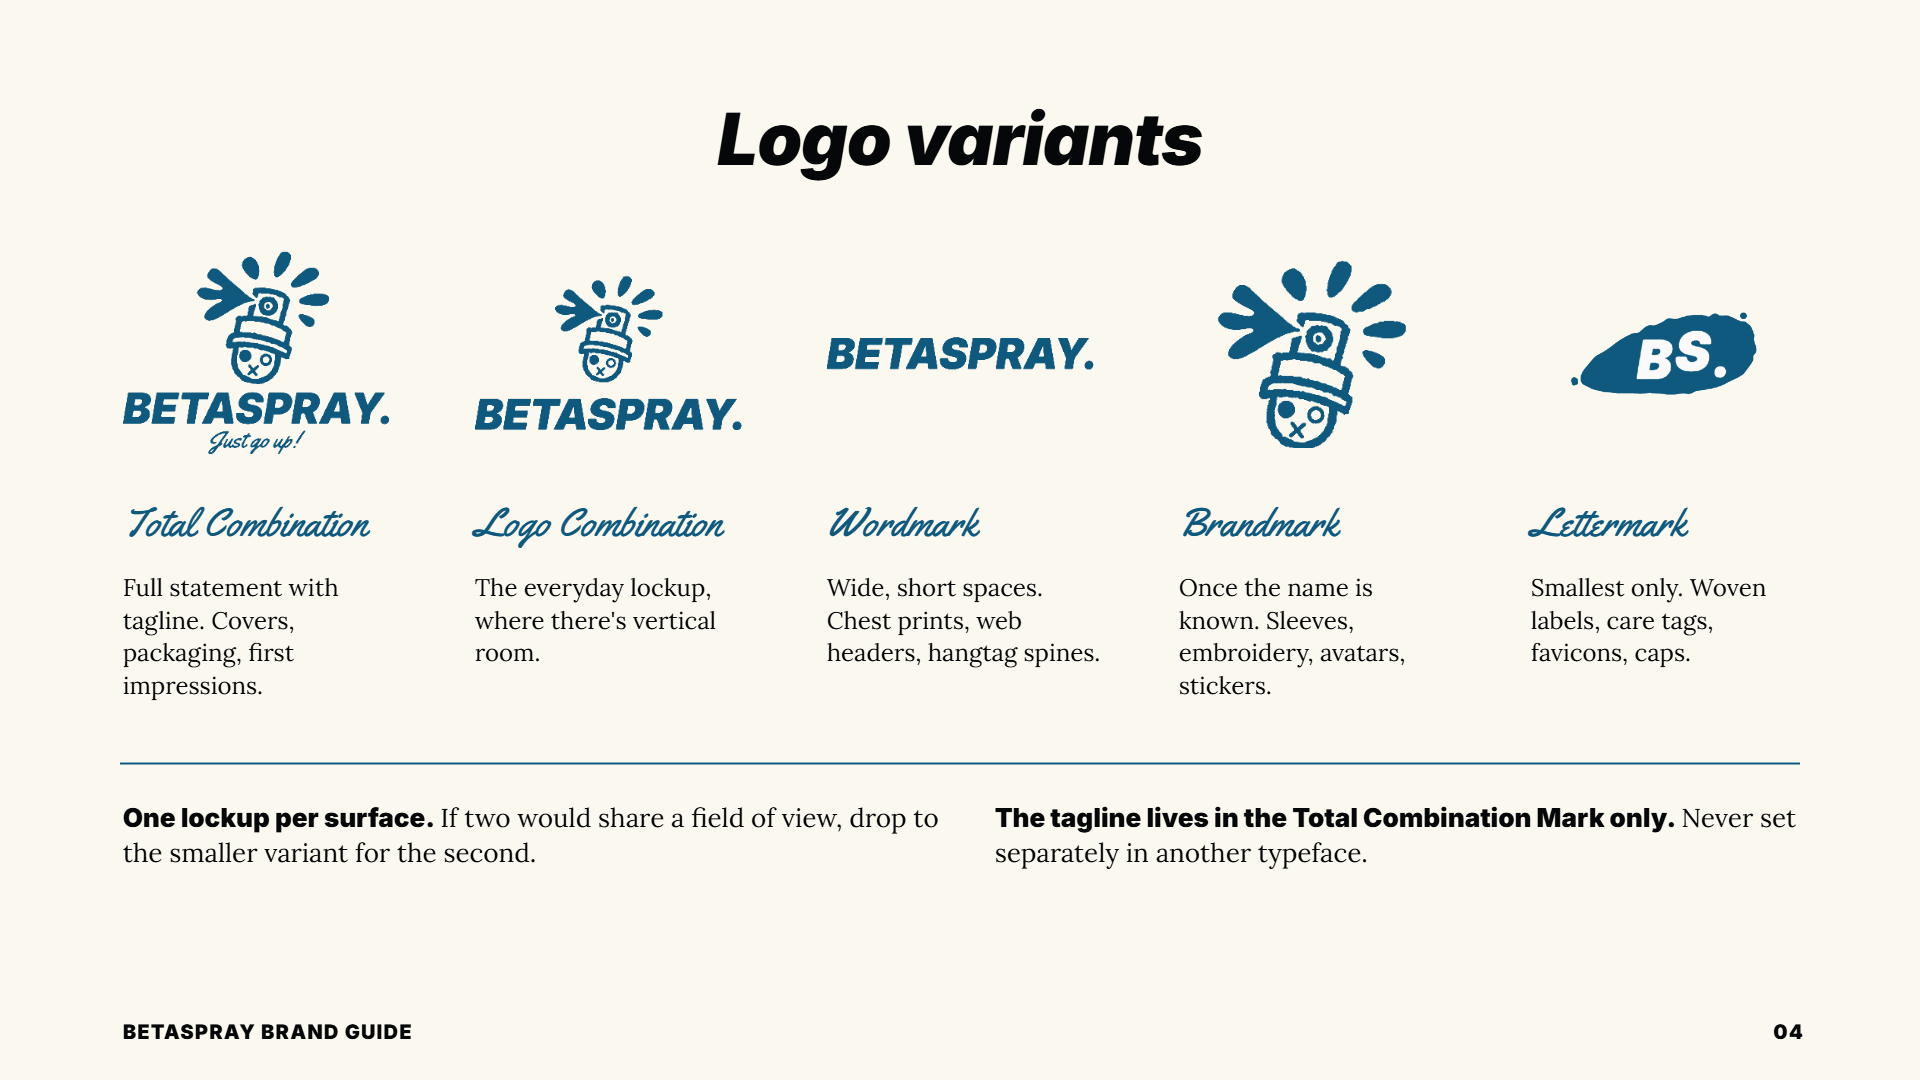 Logo variants
BETASPRAY.
Just go up!
BETASPRAY.
BETASPRAY.
BS.
Total Combination
Full statement with
tagline. Covers,
packaging, first
impressions.
Logo Combination
The everyday lockup,
where there's vertical
room.
Wordmark
Wide, short spaces.
Chest prints, web
headers, hangtag spines.
Brandmark
Once the name is
known. Sleeves,
embroidery, avatars,
stickers.
Lettermark
Smallest only. Woven
labels, care tags,
favicons, caps.
One lockup per surface. If two would share a field of view, drop to
the smaller variant for the second.
The tagline lives in the Total Combination Mark only. Never set
separately in another typeface.
BETASPRAY BRAND GUIDE
04